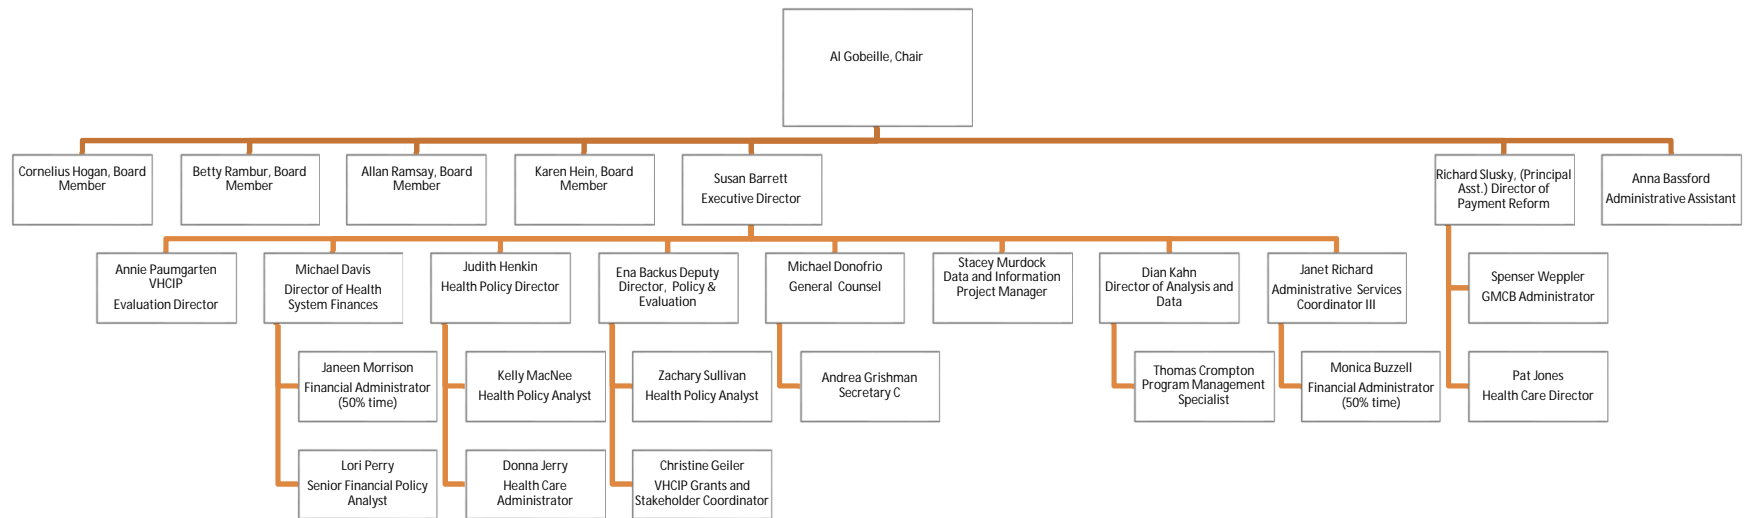 Al Gobeille, Chair
Cornelius Hogan, Board
Member
Betty Rambur, Board
Member
Allan Ramsay, Board
Member
Karen Hein, Board
Member
Susan Barrett
Executive Director
Richard Slusky, (Principal
Asst.) Director of
Payment Reform
Anna Bassford
Administrative Assistant
Annie Paumgarten
VHCIP
Evaluation Director
Michael Davis
Director of Health
System Finances
Judith Henkin
Health Policy Director
Ena Backus Deputy
Director, Policy &
Evaluation
Michael Donofrio
General Counsel
Stacey Murdock
Data and Information
Project Manager
Dian Kahn
Director of Analysis and
Data
Janet Richard
Administrative Services
Coordinator III
Spenser Weppler
GMCB Administrator
Janeen Morrison
Financial Administrator
(50% time)
Kelly MacNee
Health Policy Analyst
Zachary Sullivan
Health Policy Analyst
Andrea Grishman
Secretary C
Thomas Crompton
Program Management
Specialist
Monica Buzzell
Financial Administrator
(50% time)
Pat Jones
Health Care Director
Lori Perry
Senior Financial Policy
Analyst
Donna Jerry
Health Care
Administrator
Christine Geiler
VHCIP Grants and
Stakeholder Coordinator